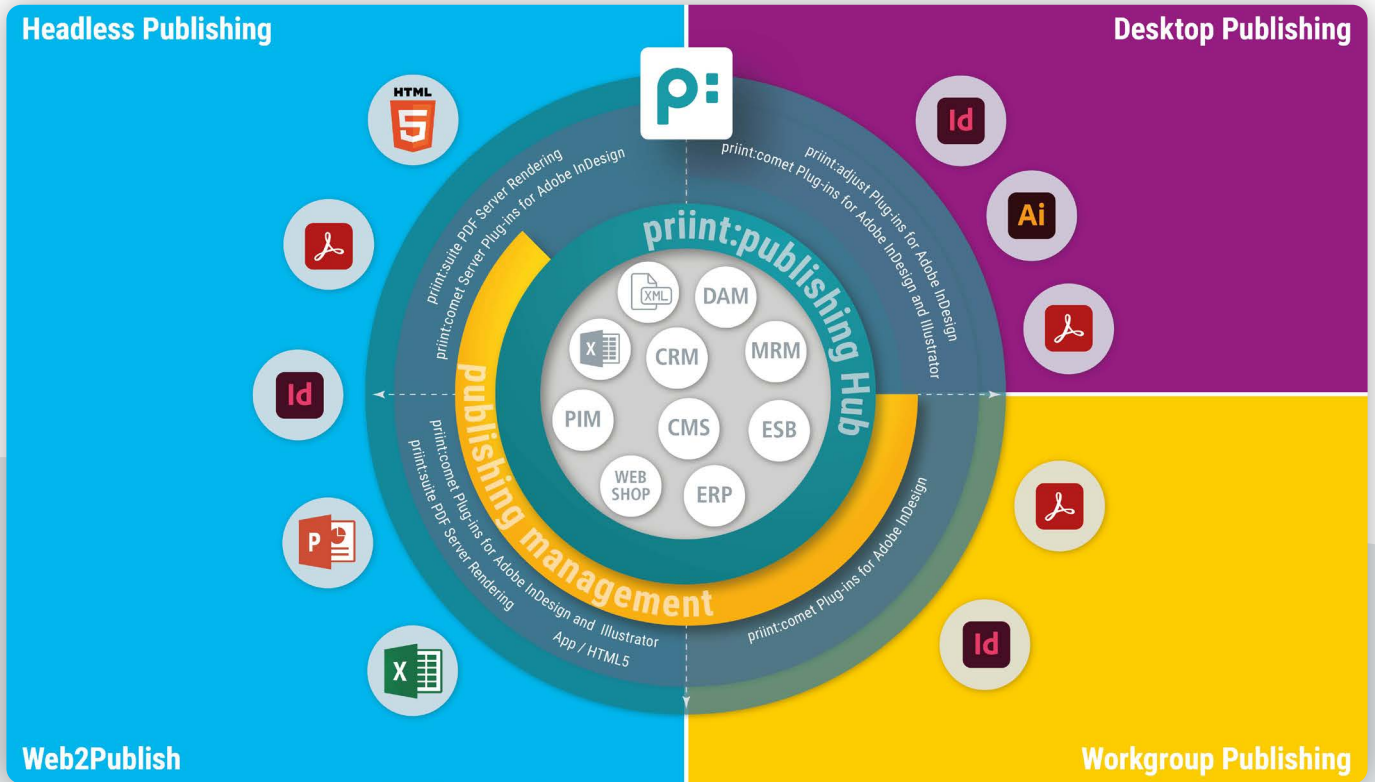 Headless Publishing
Desktop Publishing
p:
HTML
5
Id
Ai
Id
P
X
priint:suite PDF Server Rendering
priint:comet Server Plug-ins for Adobe InDesign
priint:adjust Plug-ins for Adobe InDesign
priint:comet Plug-ins for Adobe InDesign and Illustrator
priint:publishing Hub
XML
DAM
X
CRM
MRM
PIM
CMS
ESB
WEB
SHOP
ERP
publishing management
priint:comet Plug-ins for Adobe InDesign and Illustrator
priint:suite PDF Server Rendering
App / HTML5
priint:comet Plug-ins for Adobe InDesign
Id
Web2Publish
Workgroup Publishing